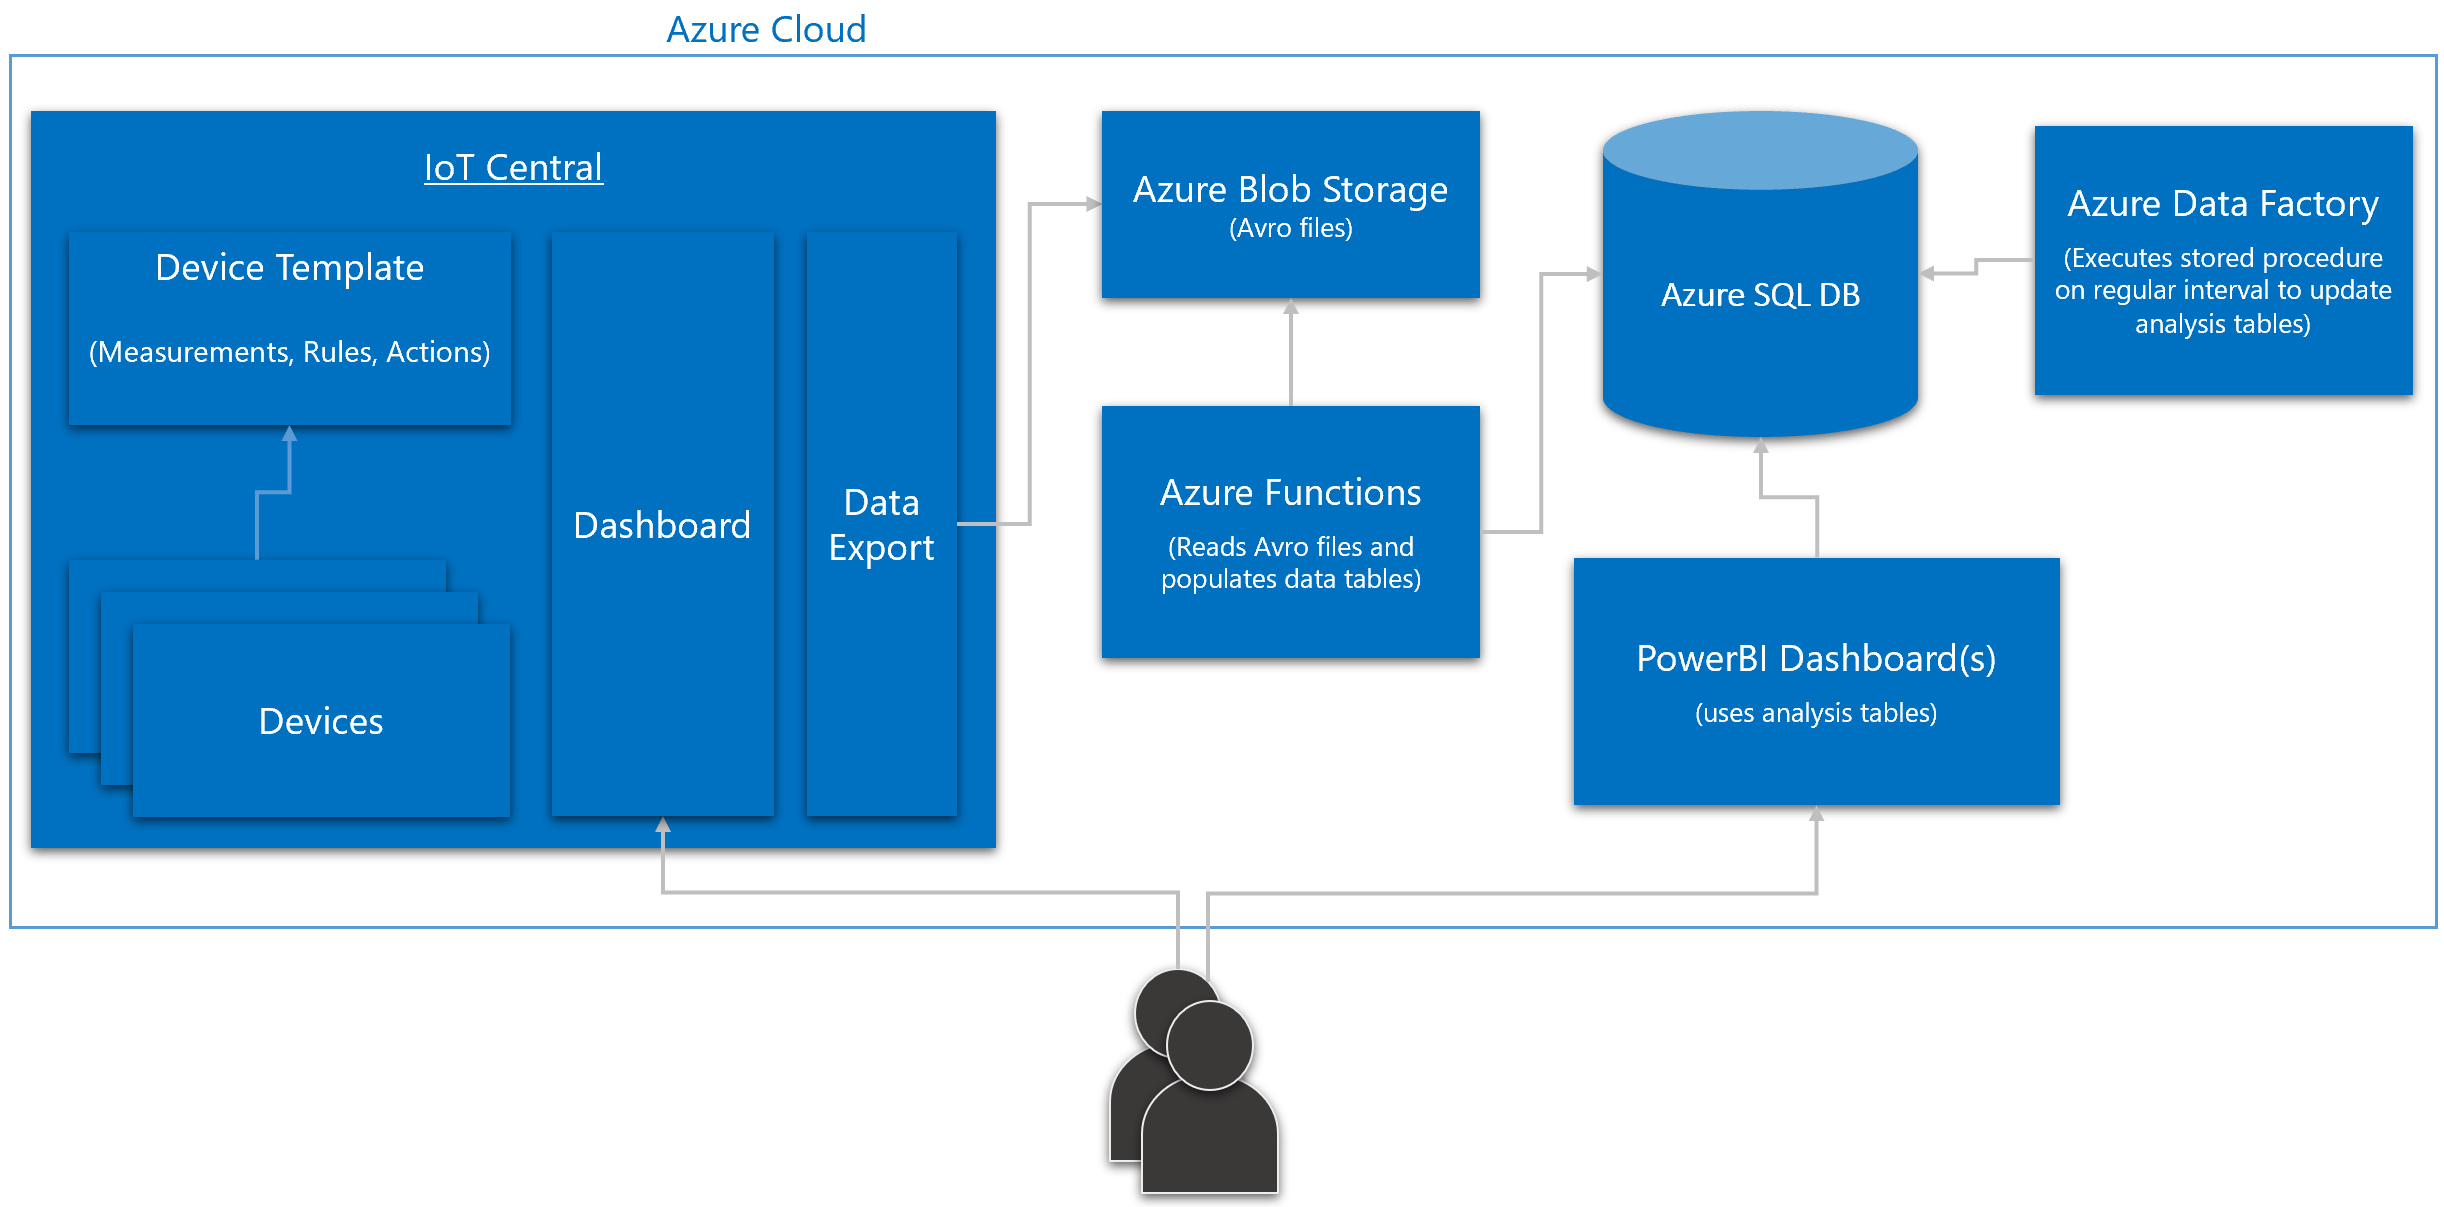 Azure Cloud
IoT Central
Device Template
(Measurements, Rules, Actions)
Devices
Dashboard
Data
Export
Azure Blob Storage
(Avro files)
Azure Functions
(Reads Avro files and
populates data tables)
Azure SQL DB
Azure Data Factory
(Executes stored procedure
on regular interval to update
analysis tables)
PowerBI Dashboard(s)
(uses analysis tables)